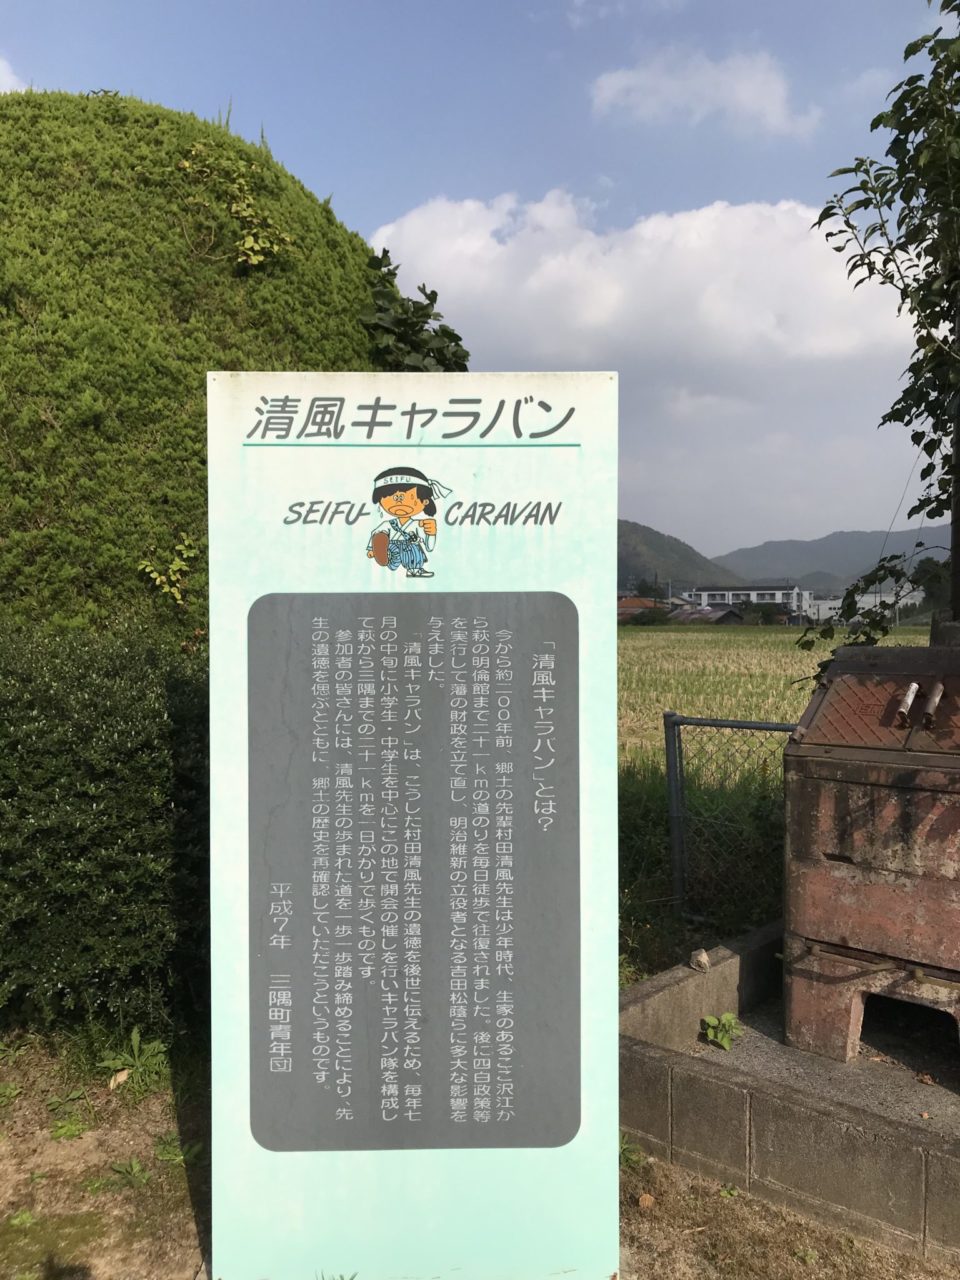 清風キャラバン
SEIFU
SEIFU-CARAVAN
「清風キャラバン」とは？
今から約二〇〇年前、郷土の先輩村田清風先生は少年時代、生家のあるここ沢江か
ら萩の明倫館まで二十一kmの道のりを毎日徒歩で往復されました。後に四白政策等
を実行して藩の財政を立て直し、明治維新の立役者となる吉田松蔭らに多大な影響を
与えました。
「清風キャラバン」は、こうした村田清風先生の遺徳を後世に伝えるため、毎年七
月の中旬に小学生・中学生を中心にこの地で開会の催しを行いキャラバン隊を構成し
て萩から三隅までの二十一kmを一日がかりで歩くものです。
参加者の皆さんには、清風先生の歩まれた道を一歩一歩踏み締めることにより、先
生の遺徳を偲ぶとともに、郷土の歴史を再確認していただこうというものです。
平成７年　三隅町青年団